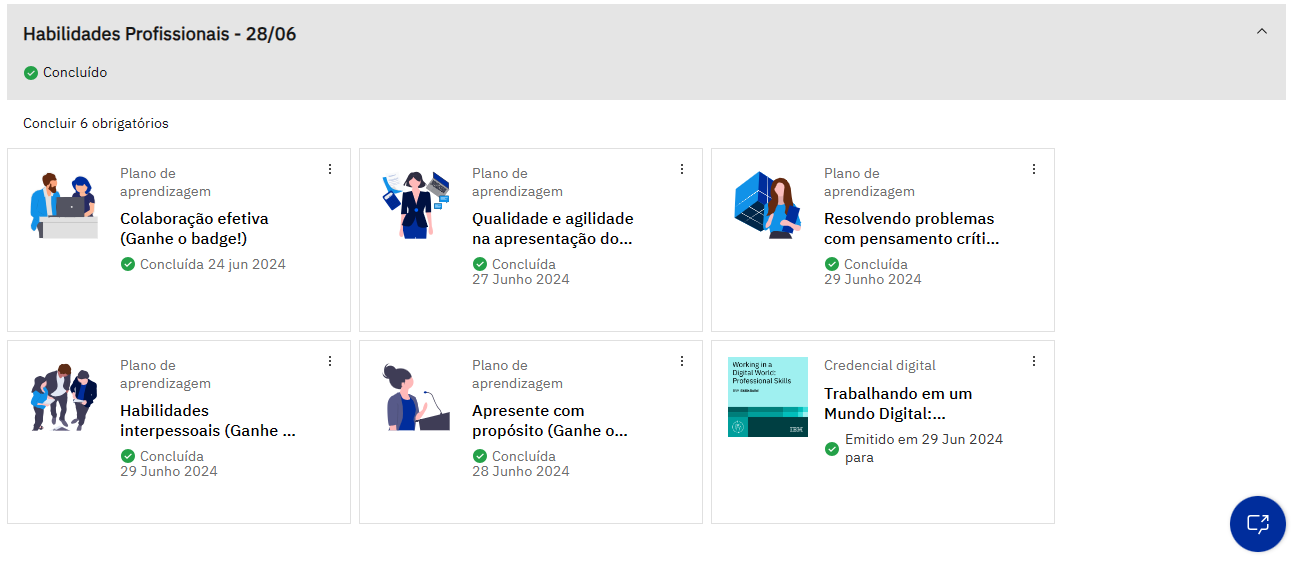 Habilidades Profissionais - 28/06
Concluído
Concluir 6 obrigatórios
Plano de
aprendizagem
Colaboração efetiva
(Ganhe o badge!)
Concluída 24 jun 2024
Plano de
aprendizagem
Qualidade e agilidade
na apresentação do...
Concluída
27 Junho 2024
Plano de
aprendizagem
Resolvendo problemas
com pensamento críti...
Concluída
29 Junho 2024
Plano de
aprendizagem
Habilidades
interpessoais (Ganhe ...
Concluída
29 Junho 2024
Plano de
aprendizagem
Apresente com
propósito (Ganhe o...
Concluída
28 Junho 2024
Working in a
Digital World:
Professional Skills
IBM
Credencial digital
Trabalhando em um
Mundo Digital:...
Emitido em 29 Jun 2024
para